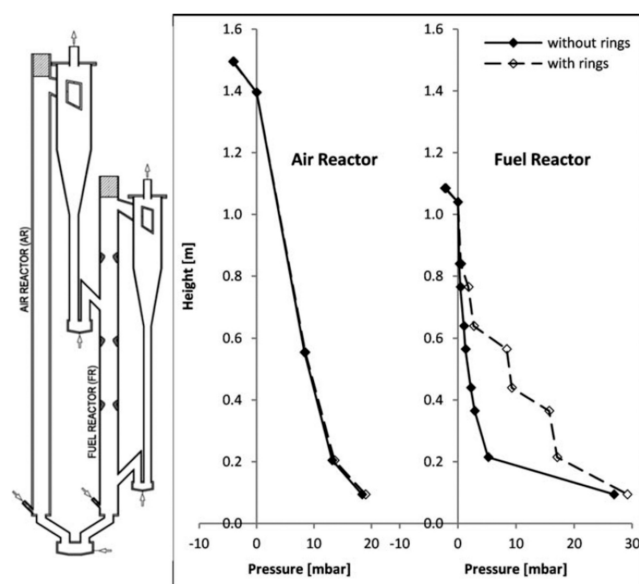 AIR REACTOR (AR)
FUEL REACTOR (FR)
Height [m]
1.6
1.4
1.2
1.0
0.8
0.6
0.4
0.2
0.0
Air Reactor
-10 0 10 20
Pressure [mbar]
without rings
with rings
1.6
1.4
1.2
1.0
0.8
0.6
0.4
0.2
0.0
Fuel Reactor
-10 0 10 20 30
Pressure [mbar]